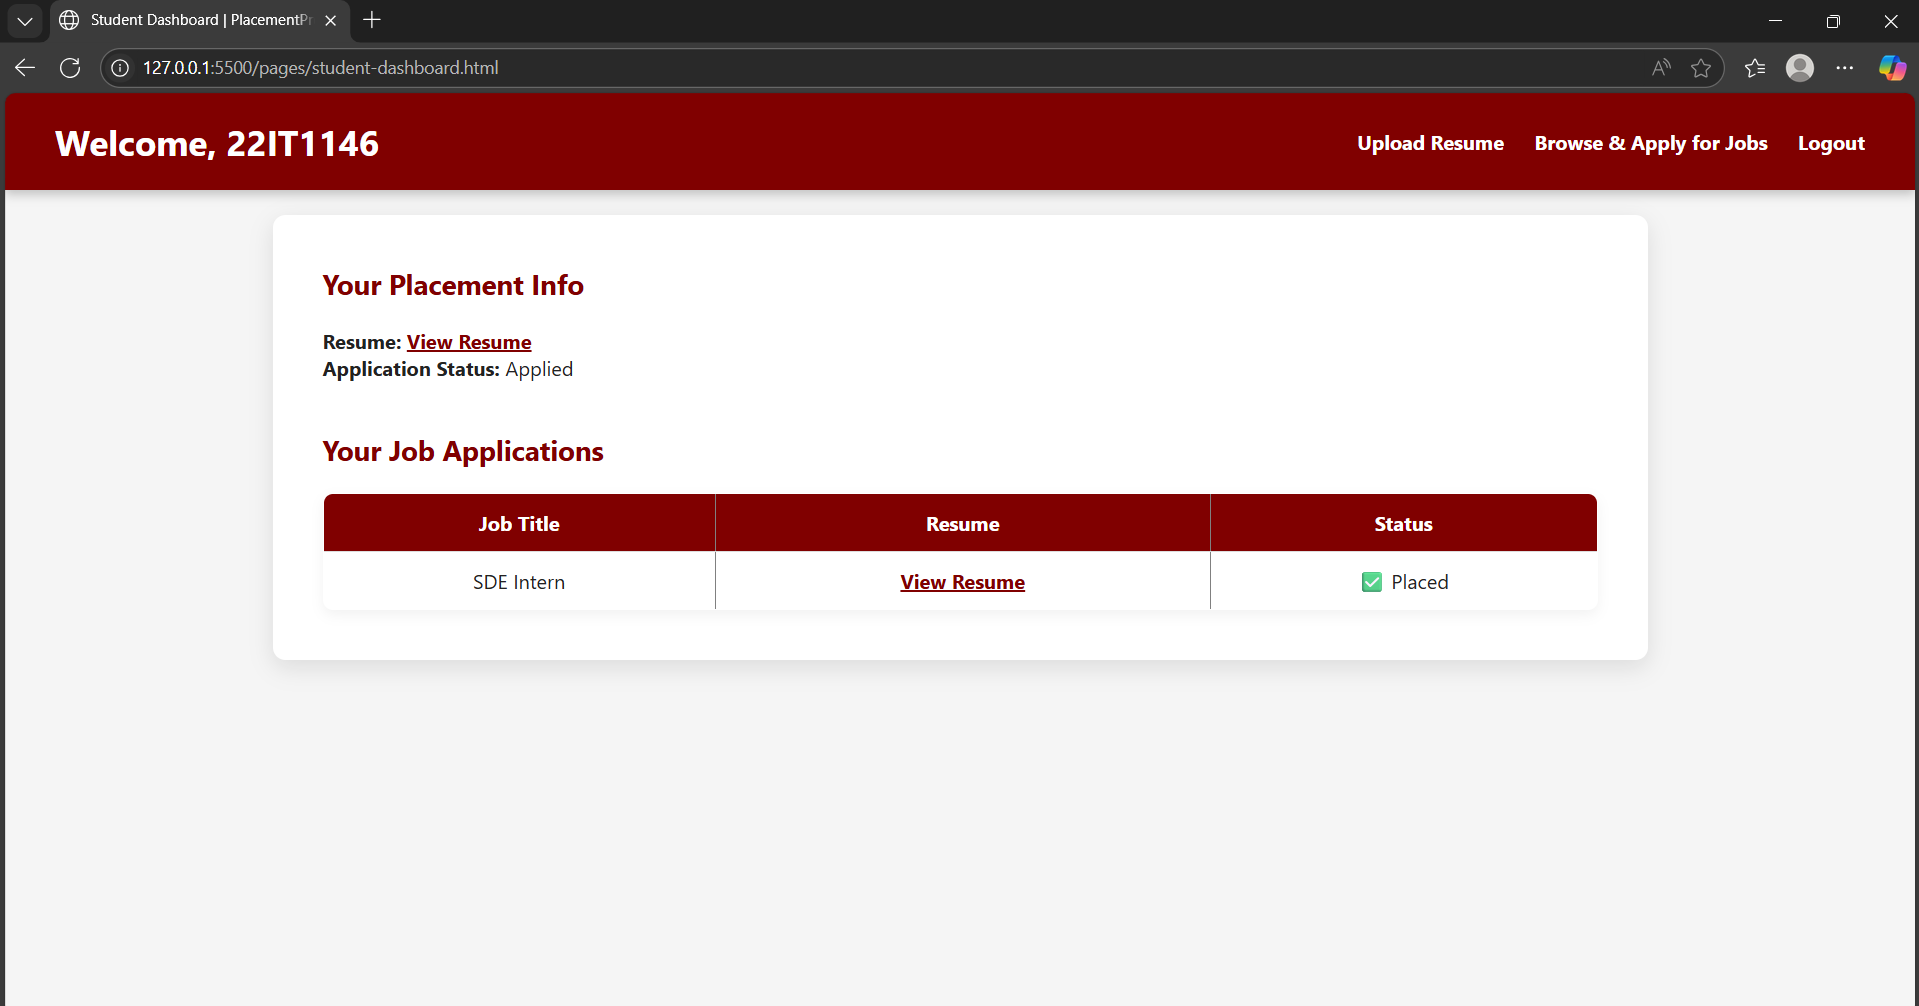 Student Dashboard | PlacementPr
127.0.0.1:5500/pages/student-dashboard.html
Welcome, 22IT1146
Upload Resume Browse & Apply for Jobs Logout
Your Placement Info
Resume: View Resume
Application Status: Applied
Your Job Applications
Job Title Resume Status
SDE Intern View Resume ✅ Placed